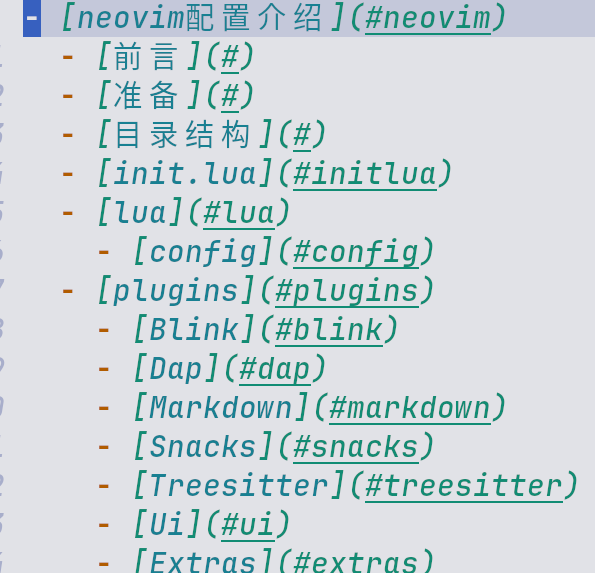 - [neovim配置介绍](#neovim)
- [前言](#)
- [准备](#)
- [目录结构](#)
- [init.lua](#initlua)
- [lua](#lua)
- [config](#config)
- [plugins](#plugins)
- [Blink](#blink)
- [Dap](#dap)
- [Markdown](#markdown)
- [Snacks](#snacks)
- [Treesitter](#treesitter)
- [Ui](#ui)
- [Extras](#extras)